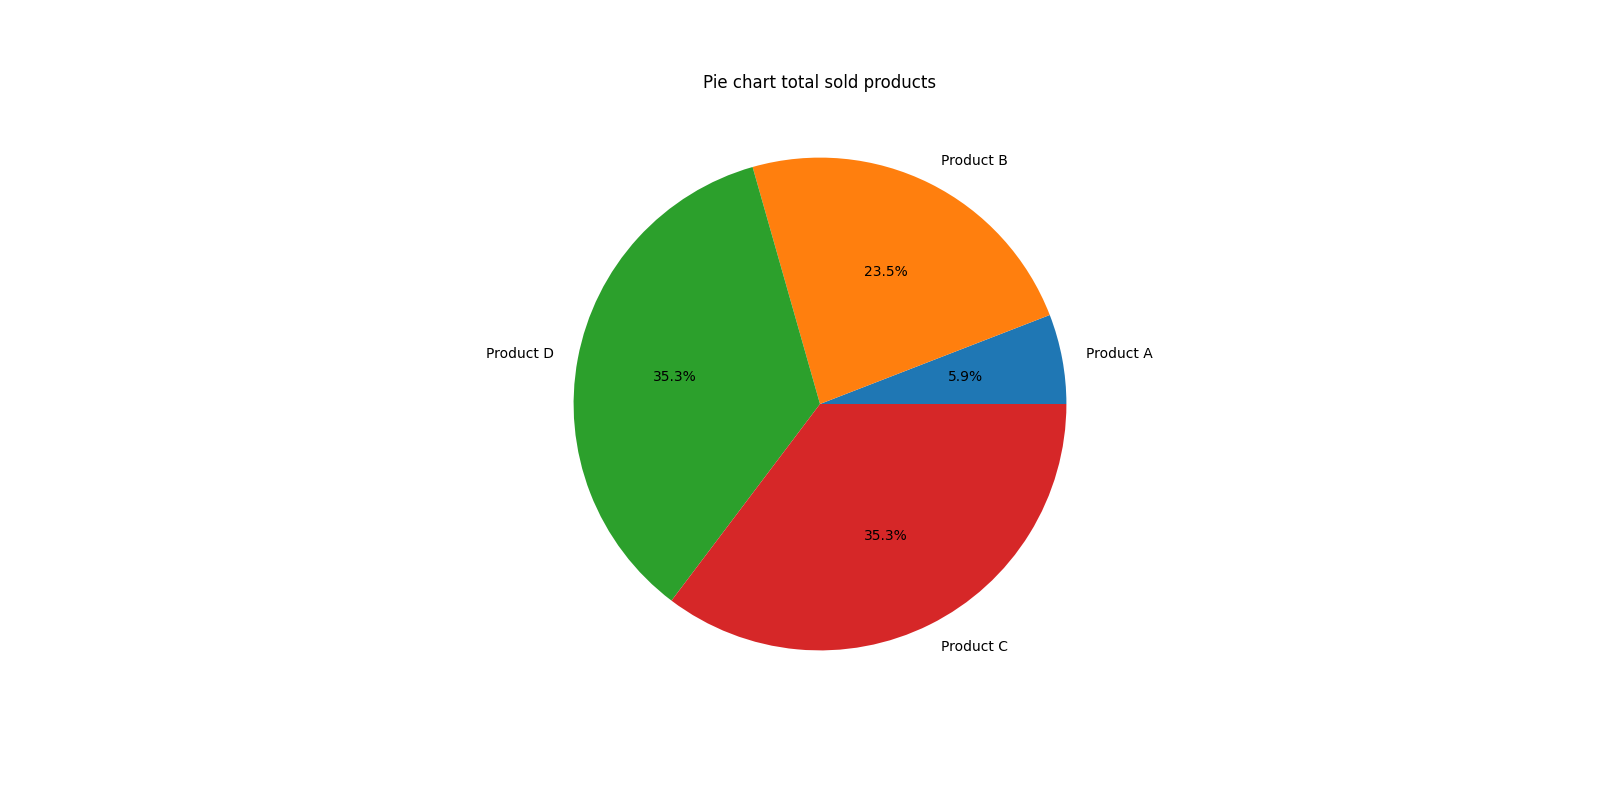 Pie chart total sold products
Product B
23.5%
Product D
Product A
35.3%
5.9%
35.3%
Product C